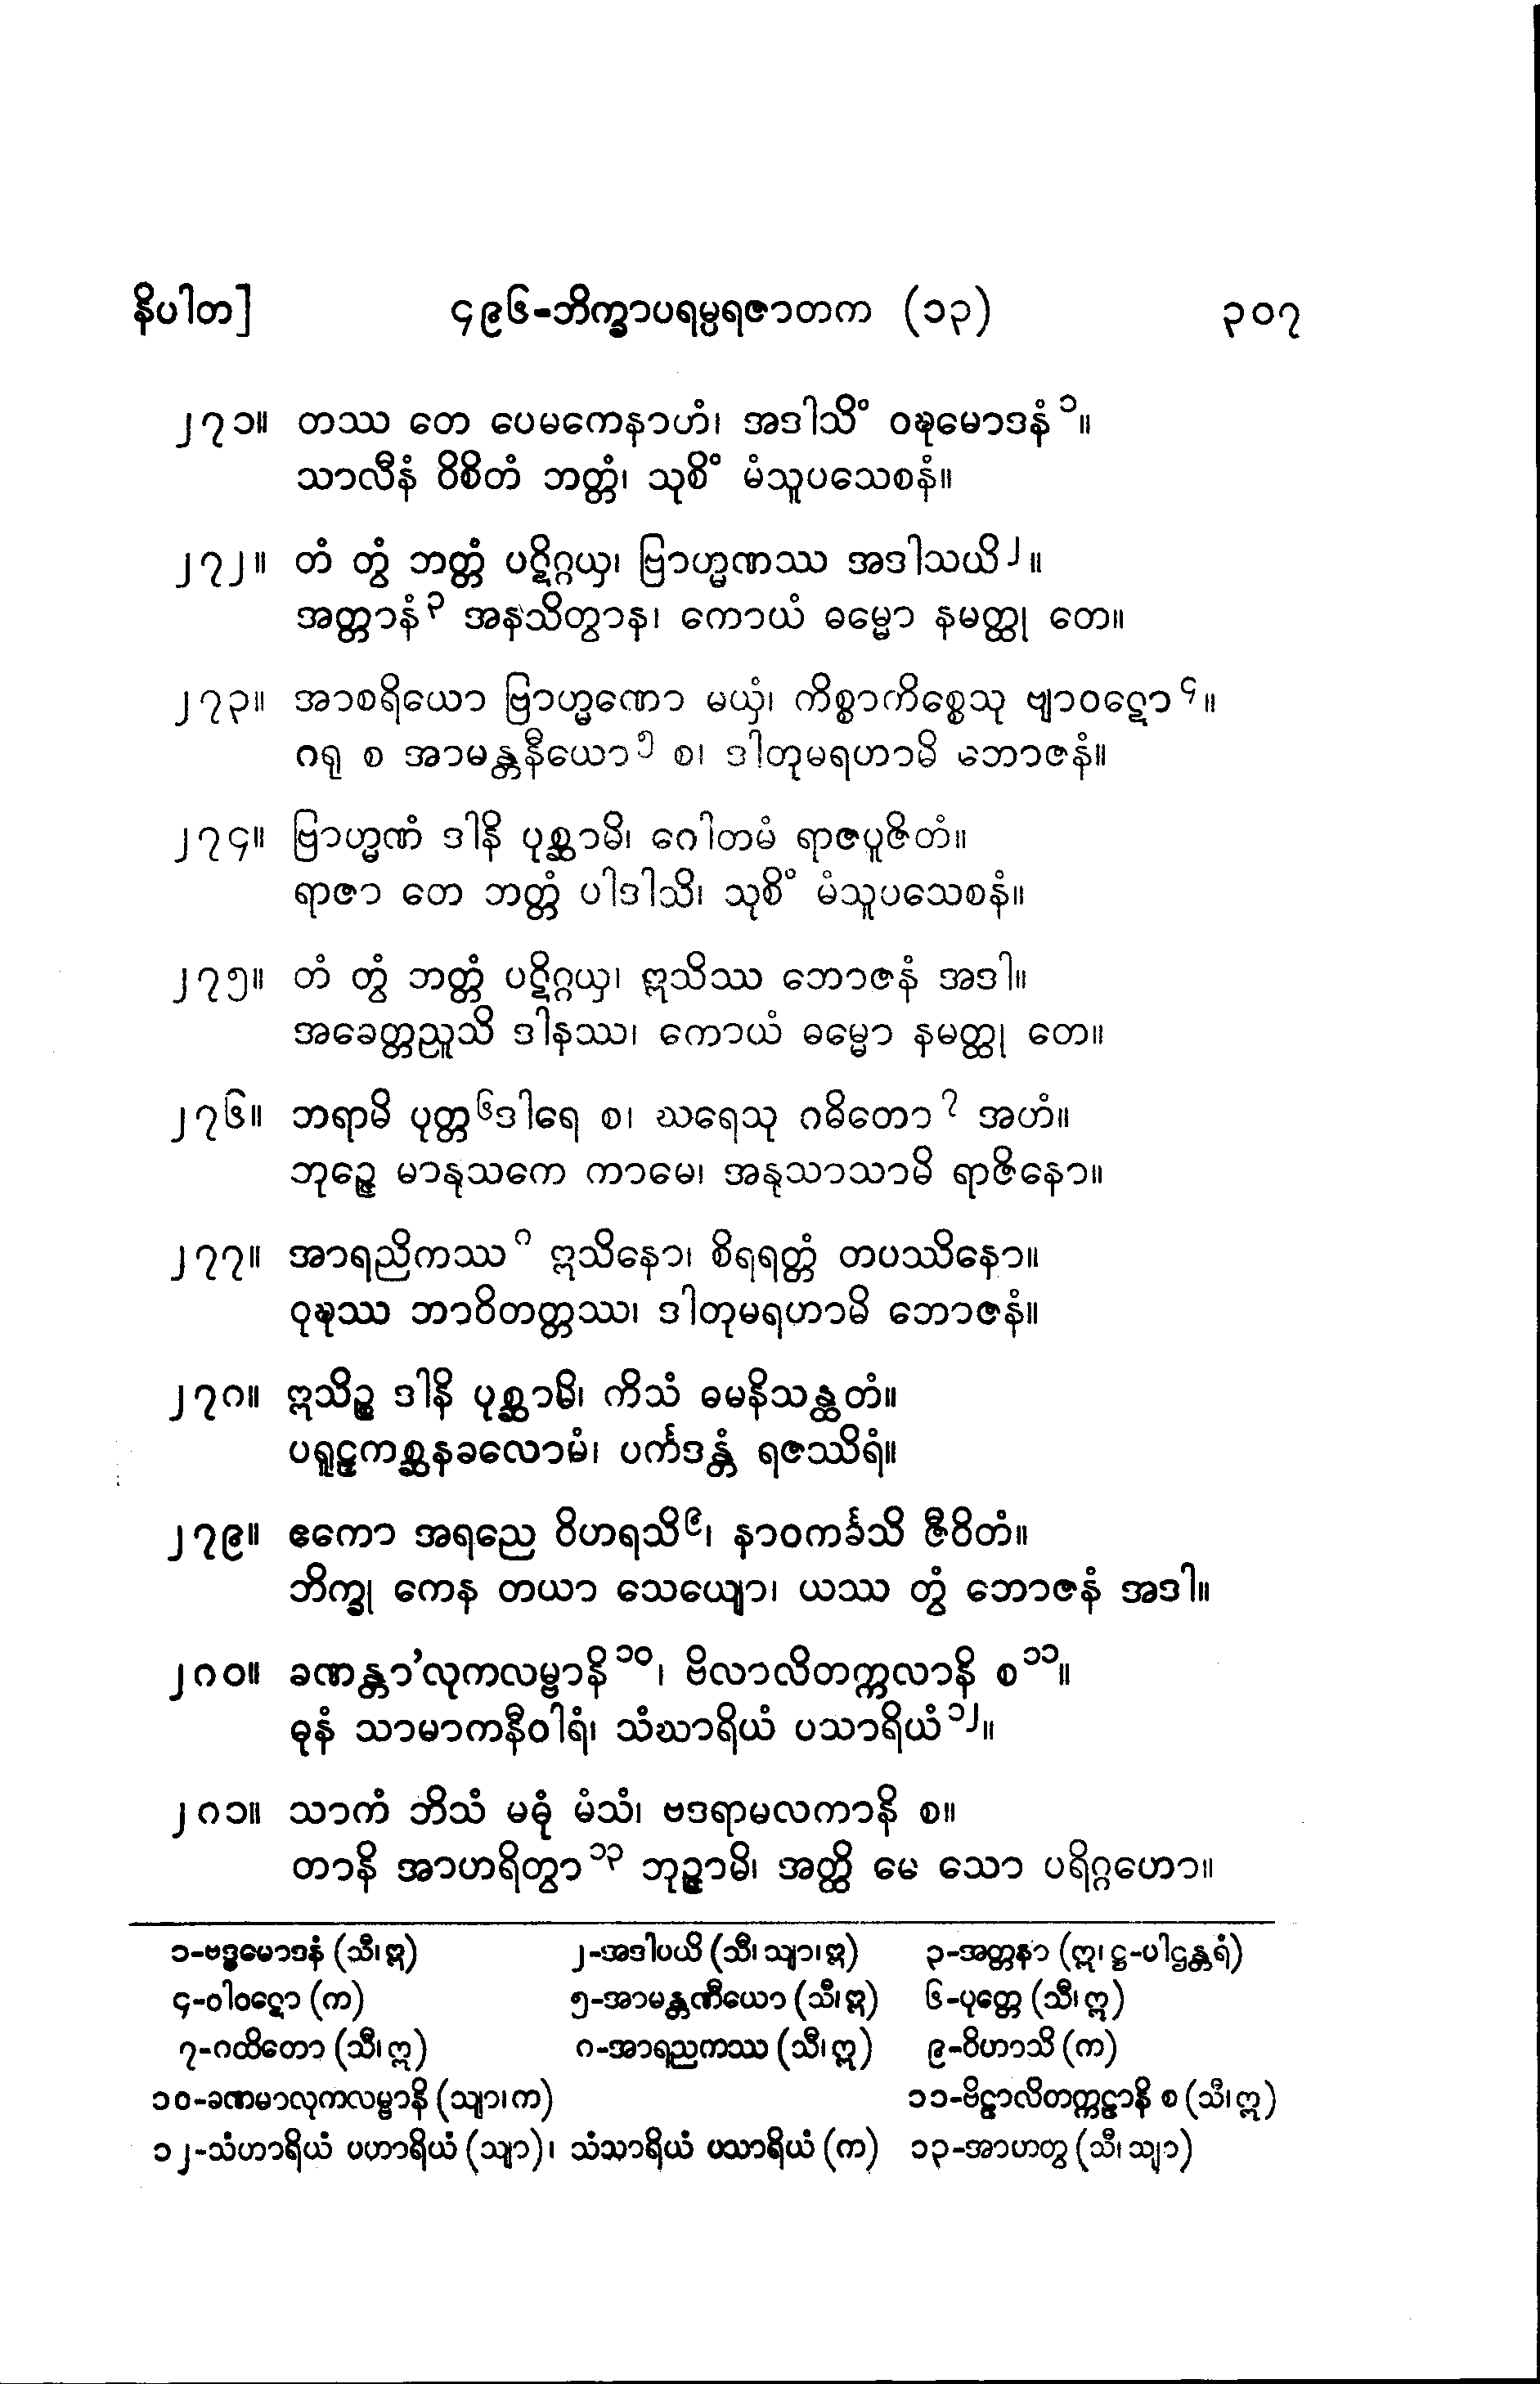 နိပါတ] ၄၉၆-ဘိက္ခာပရမ္ပရဇာတက (၁၃) ၃၀၇
၂၇၁။ တဿ တေ ပေမကေနာဟံ၊ အဒါသိံ ဝဍ္ဎမောဒနံ၁။
သာလီနံ ဝိစိတံ ဘတ္တံ၊ သုစိံ မံသူပသေစနံ။
၂၇၂။ တံ တွံ ဘတ္တံ ပဋိဂ္ဂယှ၊ ဗြာဟ္မဏဿ အဒါသယိ၂။
အတ္တာနံ၃ အနသိတွာန၊ ကောယံ ဓမ္မော နမတ္ထု တေ။
၂၇၃။ အာစရိယော ဗြာဟ္မဏော မယှံ၊ ကိစ္စာကိစ္စေသု ဗျာဝဋော၄။
ဂရု စ အာမန္တနီယော၅ စ၊ ဒါတုမရဟာမိ ဘောဇနံ။
၂၇၄။ ဗြာဟ္မဏံ ဒါနိ ပုစ္ဆာမိ၊ ဂေါတမံ ရာဇပူဇိတံ။
ရာဇာ တေ ဘတ္တံ ပါဒါသိ၊ သုစိံ မံသူပသေစနံ။
၂၇၅။ တံ တွံ ဘတ္တံ ပဋိဂ္ဂယှ၊ ဣသိဿ ဘောဇနံ အဒါ။
အခေတ္တညူသိ ဒါနဿ၊ ကောယံ ဓမ္မော နမတ္ထု တေ။
၂၇၆။ ဘရာမိ ပုတ္တ၆ဒါရေ စ၊ ဃရေသု ဂဓိတော၇ အဟံ။
ဘုဉ္ဇေ မာနုသကေ ကာမေ၊ အနုသာသာမိ ရာဇိနော။
၂၇၇။ အာရညိကဿ၈ ဣသိနော၊ စိရရတ္တံ တပဿိနော။
ဝုဍ္ဎဿ ဘာဝိတတ္တဿ၊ ဒါတုမရဟာမိ ဘောဇနံ။
၂၇၈။ ဣသိဉ္စ ဒါနိ ပုစ္ဆာမိ၊ ကိသံ ဓမနိသန္ထတံ။
ပရူဠှကစ္ဆနခလောမံ၊ ပင်္ကဒန္တံ ရဇဿိရံ။
၂၇၉။ ဧကော အရညေ ဝိဟရသိ၉၊ နာဝကင်္ခသိ ဇီဝိတံ။
ဘိက္ခု ကေန တယာ သေယျော၊ ယဿ တွံ ဘောဇနံ အဒါ။
၂၈၀။ ခဏန္တာ’လုကလမ္ဗာနိ၁၀၊ ဗိလာလိတက္ကလာနိ စ၁၁။
ဓုနံ သာမာကနီဝါရံ၊ သံဃာရိယံ ပသာရိယံ၁၂။
၂၈၁။ သာကံ ဘိသံ မဓုံ မံသံ၊ ဗဒရာမလကာနိ စ။
တာနိ အာဟရိတွာ၁၃ ဘုဉ္ဇာမိ၊ အတ္ထိ မေ သော ပရိဂ္ဂဟော။
၁-ဗဒ္ဓမောဒနံ (သီ၊ ဣ) ၂-အဒါပယိ (သီ၊ သျာ၊ ဣ) ၃-အတ္တနာ (ဣ၊ ဋ္ဌ-ပါဌန္တရံ)
၄-ဝါဝဋော (က) ၅-အာမန္တဏီယော (သီ၊ ဣ) ၆-ပုတ္တေ (သီ၊ ဣ)
၇-ဂထိတော (သီ၊ ဣ) ၈-အာရညကဿ (သီ၊ ဣ) ၉-ဝိဟာသိ (က)
၁၀-ခဏမာလုကလမ္ဗာနိ (သျာ၊ က) ၁၁-ဗိဠာလိတက္ကဠာနိ စ (သီ၊ ဣ)
၁၂-သံဟာရိယံ ပဟာရိယံ (သျာ)၊ သံသာရိယံ ပသာရိယံ (က) ၁၃-အာဟတွ (သီ၊ သျာ)